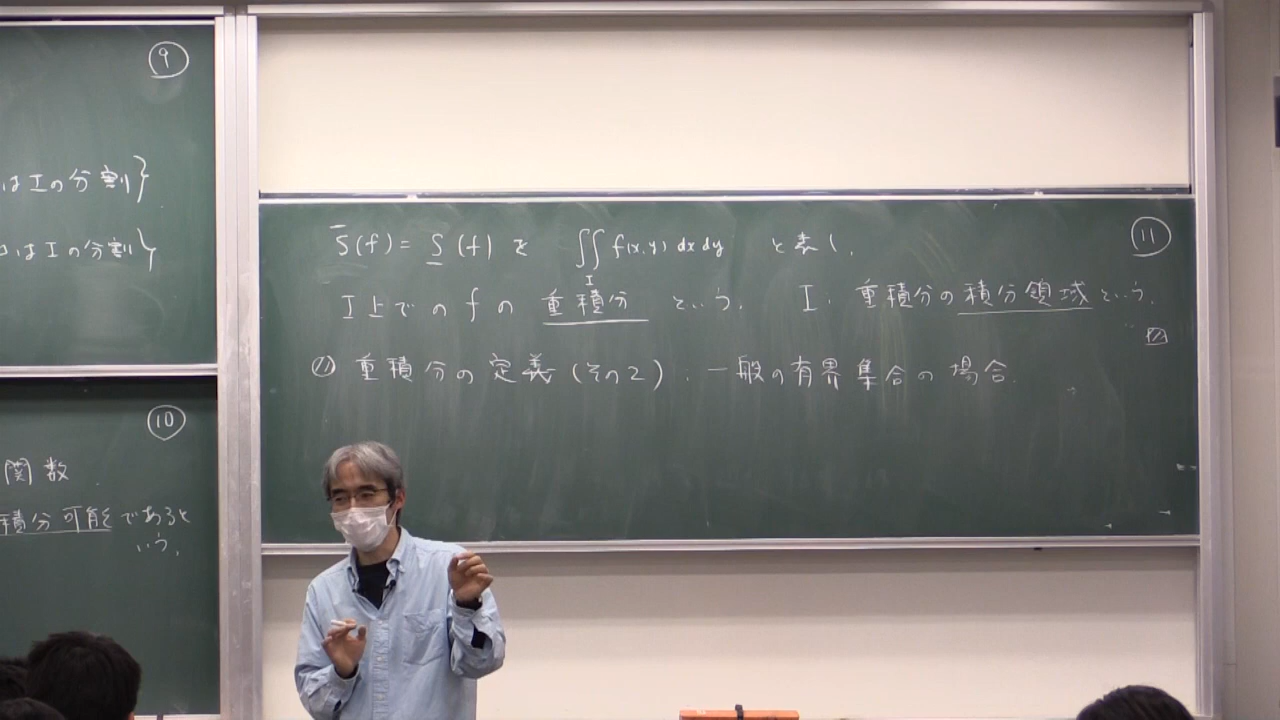 ⑨
はIの分割}
はIの分割}
⑩
関数
積分可能であると
いう.
⑪
S̅(f) = S̲(f) を ∬_I f(x,y) dx dy と表し,
I上での f の 重積分 という. I: 重積分の積分領域という.
〃 重積分の定義 (その2). 一般の有界集合の場合.